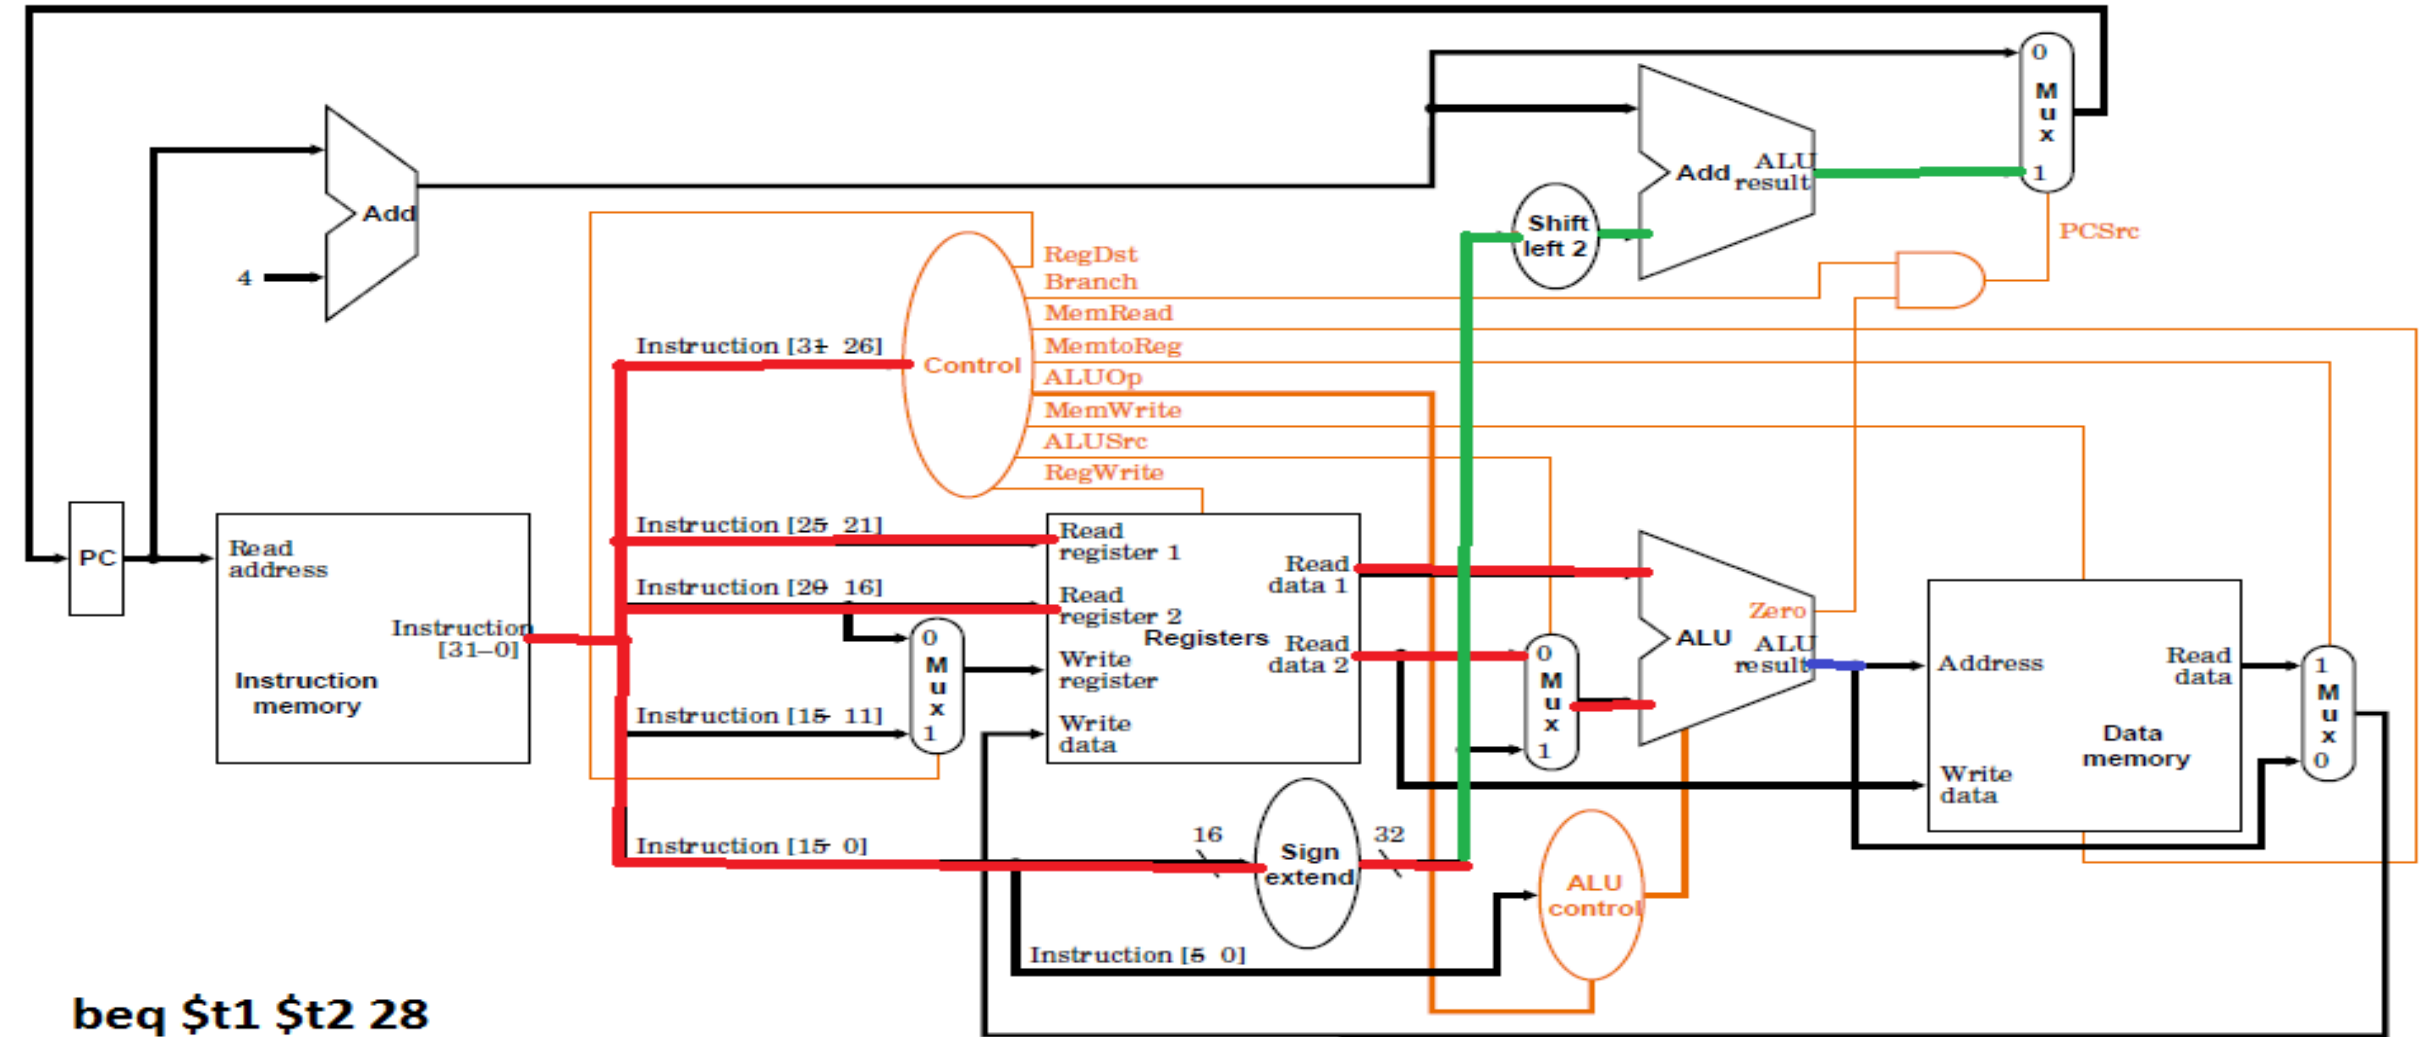 0
M
u
x
1
Add
ALU
result
Shift
left 2
PCSrc
Add
4
RegDst
Branch
MemRead
MemtoReg
ALUOp
MemWrite
ALUSrc
RegWrite
Control
Instruction [31 26]
Instruction [25 21]
Instruction [20 16]
Instruction [15 11]
Instruction [15 0]
PC
Read
address
Instruction
[31–0]
Instruction
memory
0
M
u
x
1
Read
register 1
Read
register 2
Write
register
Write
data
Registers
Read
data 1
Read
data 2
0
M
u
x
1
Zero
ALU
ALU
result
Address
Write
data
Read
data
Data
memory
1
M
u
x
0
16
Sign
extend
32
ALU
control
Instruction [5 0]
beq $t1 $t2 28